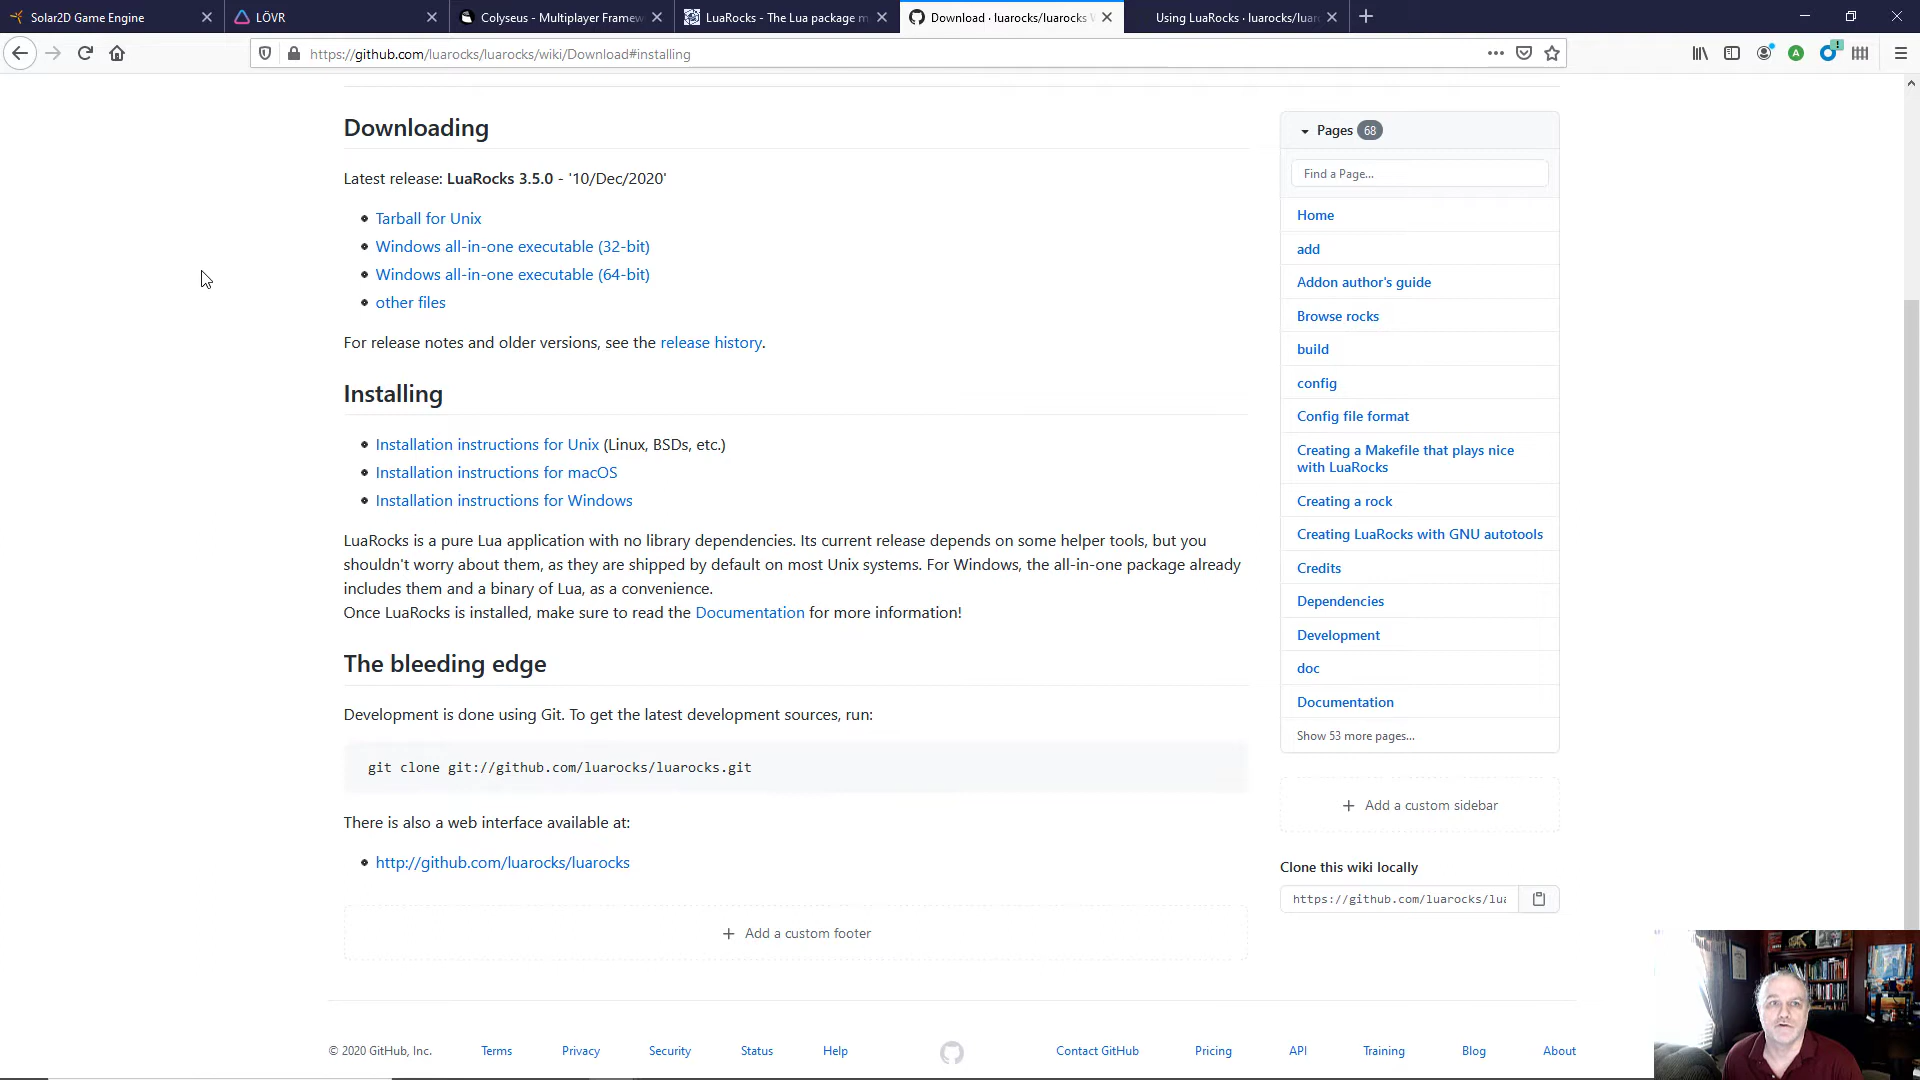 Solar2D Game Engine
LÖVR
Colyseus - Multiplayer Framew
LuaRocks - The Lua package m
Download · luarocks/luarocks W
Using LuaRocks · luarocks/luar
https://github.com/luarocks/luarocks/wiki/Download#installing
Downloading
Latest release: LuaRocks 3.5.0 - '10/Dec/2020'
Tarball for Unix
Windows all-in-one executable (32-bit)
Windows all-in-one executable (64-bit)
other files
For release notes and older versions, see the release history.
Installing
Installation instructions for Unix (Linux, BSDs, etc.)
Installation instructions for macOS
Installation instructions for Windows
LuaRocks is a pure Lua application with no library dependencies. Its current release depends on some helper tools, but you
shouldn't worry about them, as they are shipped by default on most Unix systems. For Windows, the all-in-one package already
includes them and a binary of Lua, as a convenience.
Once LuaRocks is installed, make sure to read the Documentation for more information!
The bleeding edge
Development is done using Git. To get the latest development sources, run:
git clone git://github.com/luarocks/luarocks.git
There is also a web interface available at:
http://github.com/luarocks/luarocks
Add a custom footer
Pages 68
Find a Page...
Home
add
Addon author's guide
Browse rocks
build
config
Config file format
Creating a Makefile that plays nice
with LuaRocks
Creating a rock
Creating LuaRocks with GNU autotools
Credits
Dependencies
Development
doc
Documentation
Show 53 more pages...
Add a custom sidebar
Clone this wiki locally
https://github.com/luarocks/lua
© 2020 GitHub, Inc.
Terms
Privacy
Security
Status
Help
Contact GitHub
Pricing
API
Training
Blog
About